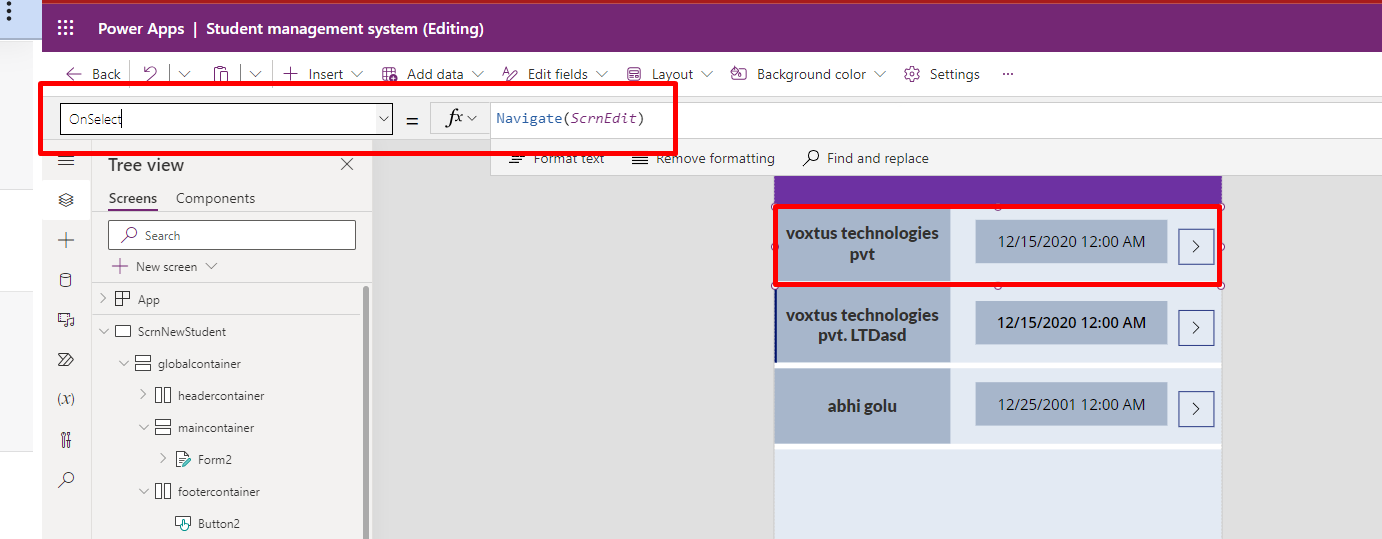 Power Apps | Student management system (Editing)
Back Insert Add data Edit fields Layout Background color Settings ...
OnSelect = fx Navigate(ScrnEdit)
Format text Remove formatting Find and replace
Tree view
Screens Components
Search
New screen
App
ScrnNewStudent
globalcontainer
headercontainer
maincontainer
Form2
footercontainer
Button2
(x)
voxtus technologies
pvt
12/15/2020 12:00 AM
voxtus technologies
pvt. LTDasd
12/15/2020 12:00 AM
abhi golu
12/25/2001 12:00 AM